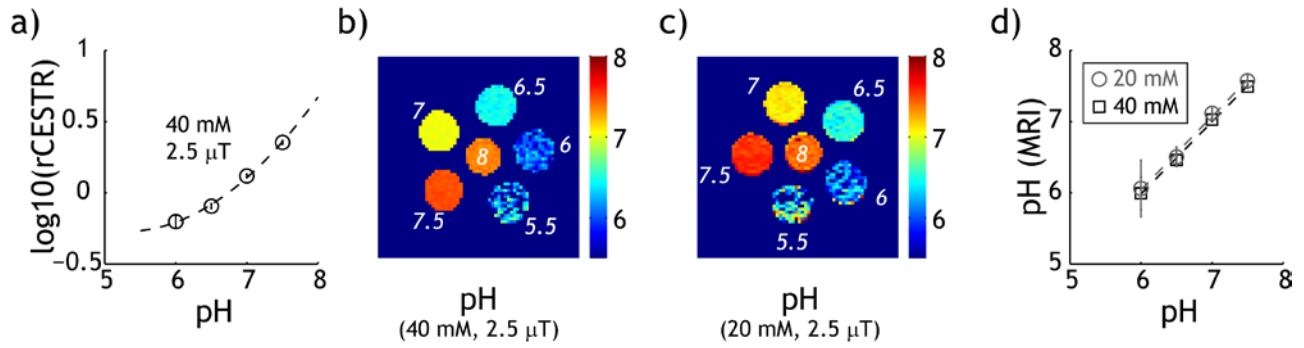 a)
log10(rCESTR)
1
0.5
0
−0.5
40 mM
2.5 μT
5 6 7 8
pH
b)
7
6.5
8
6
7.5
5.5
8
7
6
pH
(40 mM, 2.5 μT)
c)
7
6.5
8
7.5
6
5.5
8
7
6
pH
(20 mM, 2.5 μT)
d)
pH (MRI)
8
7
6
5
20 mM
40 mM
5 6 7 8
pH